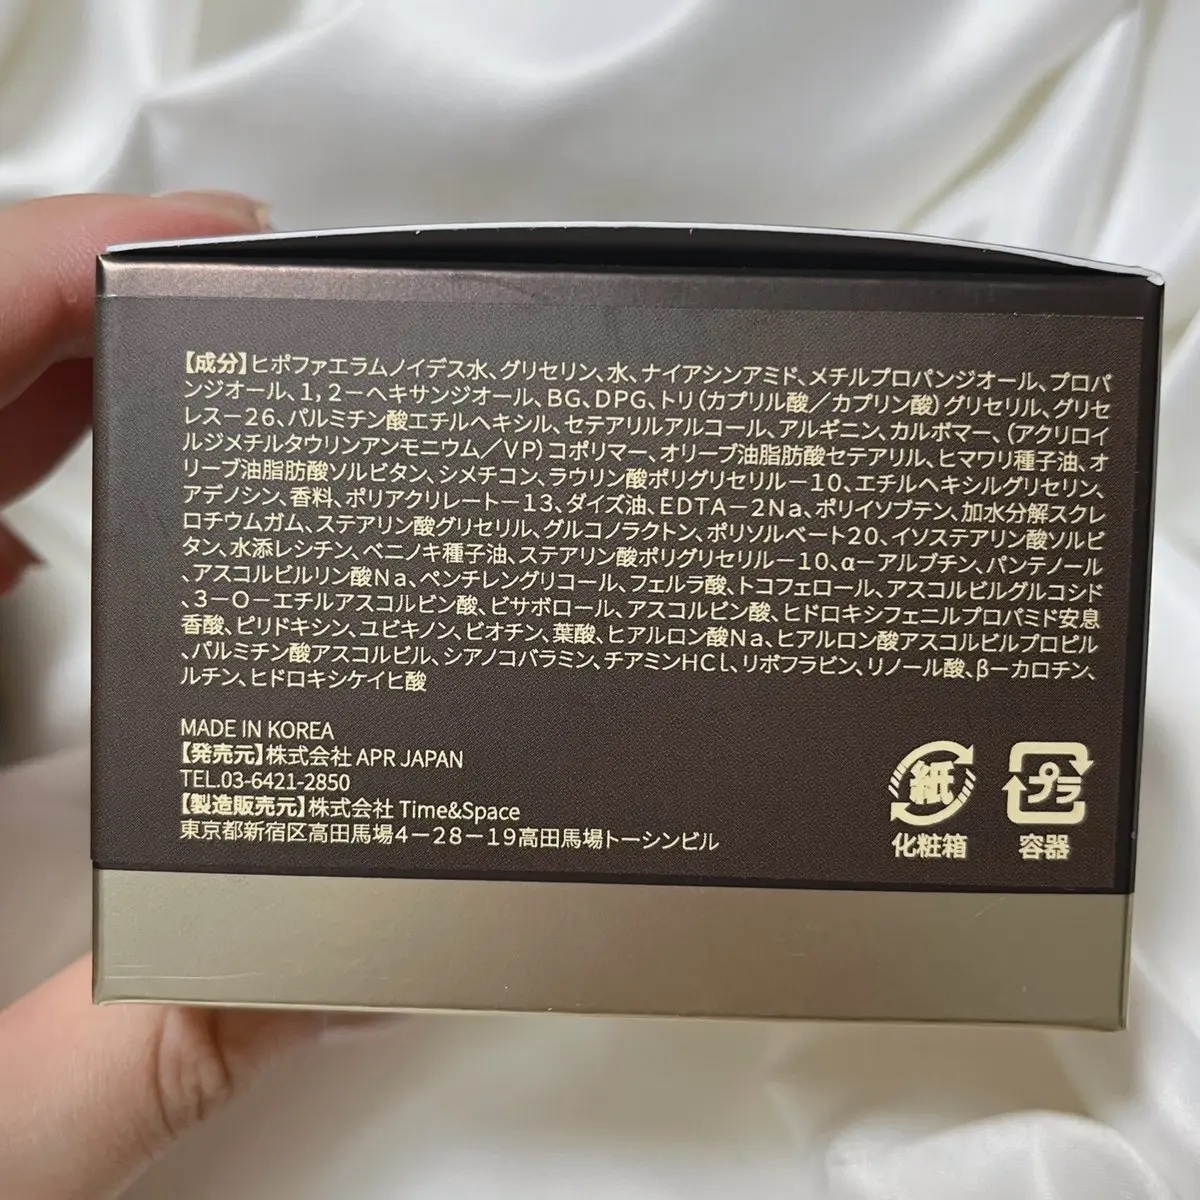 【成分】ヒポファエラムノイデス水、グリセリン、水、ナイアシンアミド、メチルプロパンジオール、プロパ
ンジオール、1,2－ヘキサンジオール、BG、DPG、トリ(カプリル酸／カプリン酸)グリセリル、グリセ
レス－26、パルミチン酸エチルヘキシル、セテアリルアルコール、アルギニン、カルボマー、(アクリロイ
ルジメチルタウリンアンモニウム／VP)コポリマー、オリーブ油脂肪酸セテアリル、ヒマワリ種子油、オ
リーブ油脂肪酸ソルビタン、シメチコン、ラウリン酸ポリグリセリル－10、エチルヘキシルグリセリン、
アデノシン、香料、ポリアクリレート－13、ダイズ油、EDTA－2Na、ポリイソブテン、加水分解スクレ
ロチウムガム、ステアリン酸グリセリル、グルコノラクトン、ポリソルベート20、イソステアリン酸ソルビ
タン、水添レシチン、ベニノキ種子油、ステアリン酸ポリグリセリル－10、α－アルブチン、パンテノール
、アスコルビルリン酸Na、ペンチレングリコール、フェルラ酸、トコフェロール、アスコルビルグルコシド
、3－O－エチルアスコルビン酸、ビサボロール、アスコルビン酸、ヒドロキシフェニルプロパミド安息
香酸、ピリドキシン、ユビキノン、ビオチン、葉酸、ヒアルロン酸Na、ヒアルロン酸アスコルビルプロピル
、パルミチン酸アスコルビル、シアノコバラミン、チアミンHCl、リボフラビン、リノール酸、β－カロチン、
ルチン、ヒドロキシケイヒ酸
MADE IN KOREA
【発売元】株式会社 APR JAPAN
TEL.03-6421-2850
【製造販売元】株式会社 Time&Space
東京都新宿区高田馬場4－28－19高田馬場トーシンビル
紙
化粧箱
プラ
容器